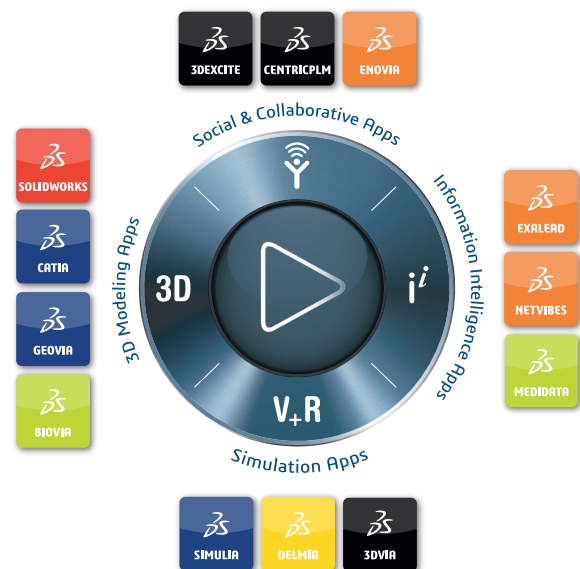 3DEXCITE
CENTRICPLM
ENOVIA
Social & Collaborative Apps
SOLIDWORKS
CATIA
GEOVIA
BIOVIA
3D Modeling Apps
3D
i i
Information Intelligence Apps
EXALEAD
NETVIBES
MEDIDATA
V+R
Simulation Apps
SIMULIA
DELMIA
3DVIA